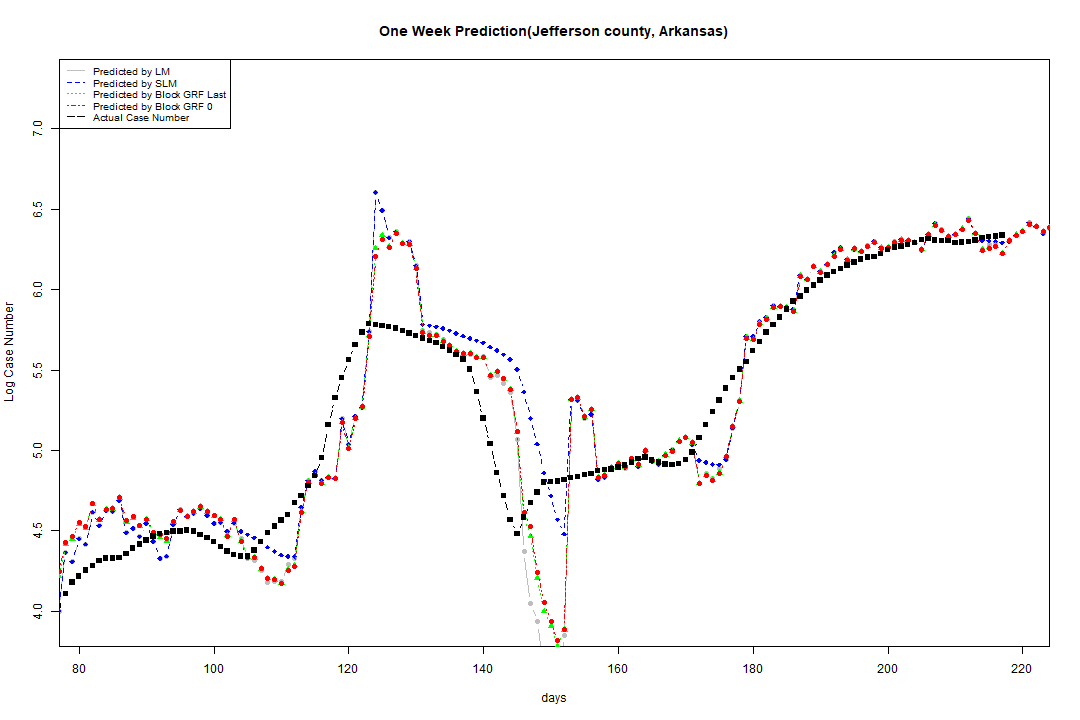 One Week Prediction(Jefferson county, Arkansas)
Predicted by LM
Predicted by SLM
Predicted by Block GRF Last
Predicted by Block GRF 0
Actual Case Number
7.0
6.5
6.0
5.5
5.0
4.5
4.0
Log Case Number
80 100 120 140 160 180 200 220
days